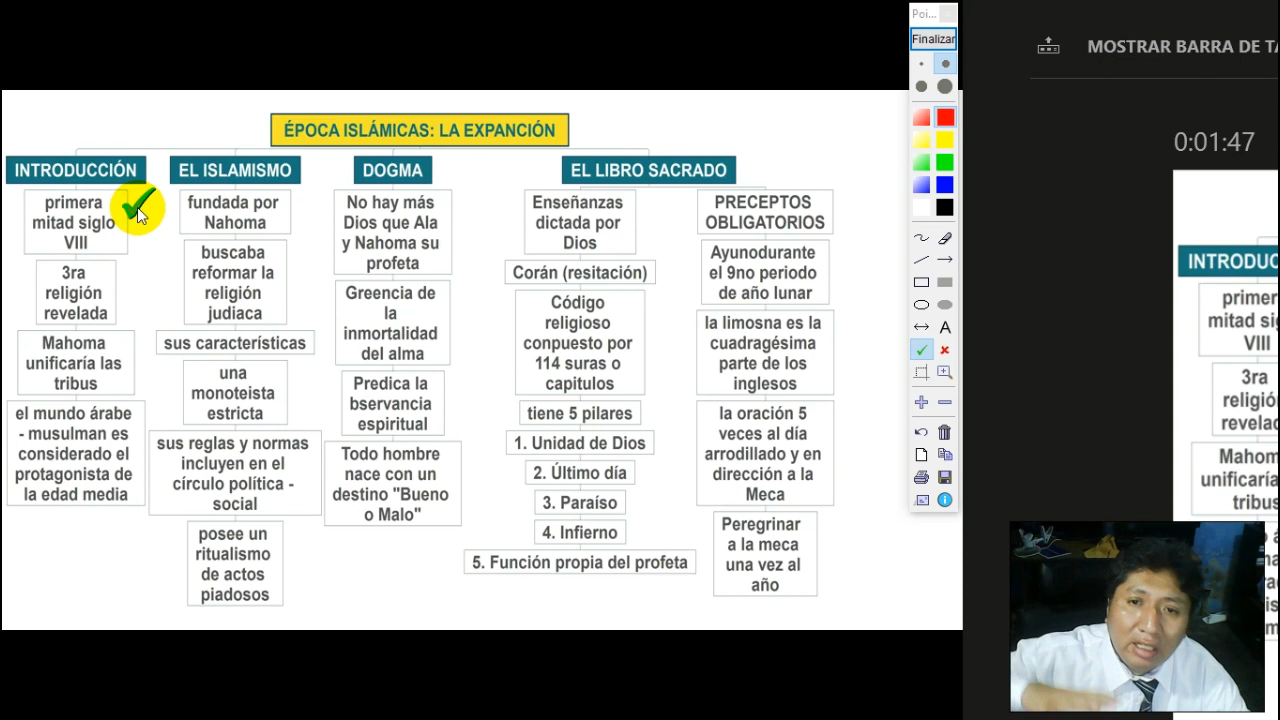 Poi...
Finalizar
MOSTRAR BARRA DE TA
0:01:47
ÉPOCA ISLÁMICAS: LA EXPANCIÓN
INTRODUCCIÓN
primera
mitad siglo
VIII
3ra
religión
revelada
Mahoma
unificaría las
tribus
el mundo árabe
- musulman es
considerado el
protagonista de
la edad media
EL ISLAMISMO
fundada por
Nahoma
buscaba
reformar la
religión
judiaca
sus características
una
monoteista
estricta
sus reglas y normas
incluyen en el
círculo política -
social
posee un
ritualismo
de actos
piadosos
DOGMA
No hay más
Dios que Ala
y Nahoma su
profeta
Greencia de
la
inmortalidad
del alma
Predica la
bservancia
espiritual
Todo hombre
nace con un
destino "Bueno
o Malo"
EL LIBRO SACRADO
Enseñanzas
dictada por
Dios
Corán (resitación)
Código
religioso
conpuesto por
114 suras o
capitulos
tiene 5 pilares
1. Unidad de Dios
2. Último día
3. Paraíso
4. Infierno
5. Función propia del profeta
PRECEPTOS
OBLIGATORIOS
Ayunodurante
el 9no periodo
de año lunar
la limosna es la
cuadragésima
parte de los
inglesos
la oración 5
veces al día
arrodillado y en
dirección a la
Meca
Peregrinar
a la meca
una vez al
año
A
INTRODUC
primer
mitad sig
VIII
3ra
religió
revelad
Mahom
unificaría
tribus